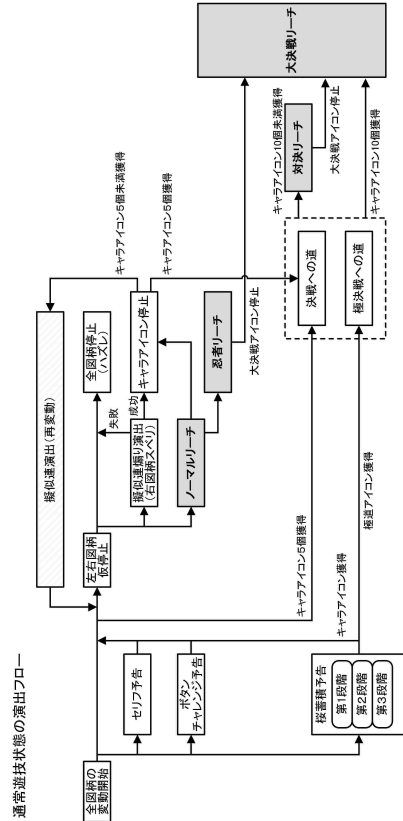 通常遊技状態の演出フロー
全図柄の
変動開始
セリフ予告
ボタン
チャレンジ予告
桜蓄積予告
第1段階
第2段階
第3段階
擬似連演出(再変動)
左右図柄
仮停止
全図柄停止
(ハズレ)
失敗
成功
擬似連煽り演出
(右図柄スベリ)
キャラアイコン停止
ノーマルリーチ
忍者リーチ
キャラアイコン5個未満獲得
キャラアイコン5個獲得
大決戦アイコン停止
キャラアイコン5個獲得
キャラアイコン獲得
極道アイコン獲得
決戦への道
極決戦への道
キャラアイコン10個未満獲得
対決リーチ
大決戦アイコン停止
キャラアイコン10個獲得
大決戦リーチ